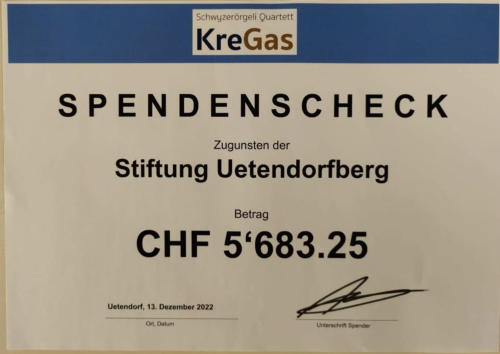 Schwyzerörgeli Quartett
KreGas
SPENDENSCHECK
Zugunsten der
Stiftung Uetendorfberg
Betrag
CHF 5‘683.25
Uetendorf, 13. Dezember 2022
Ort, Datum
Unterschrift Spender